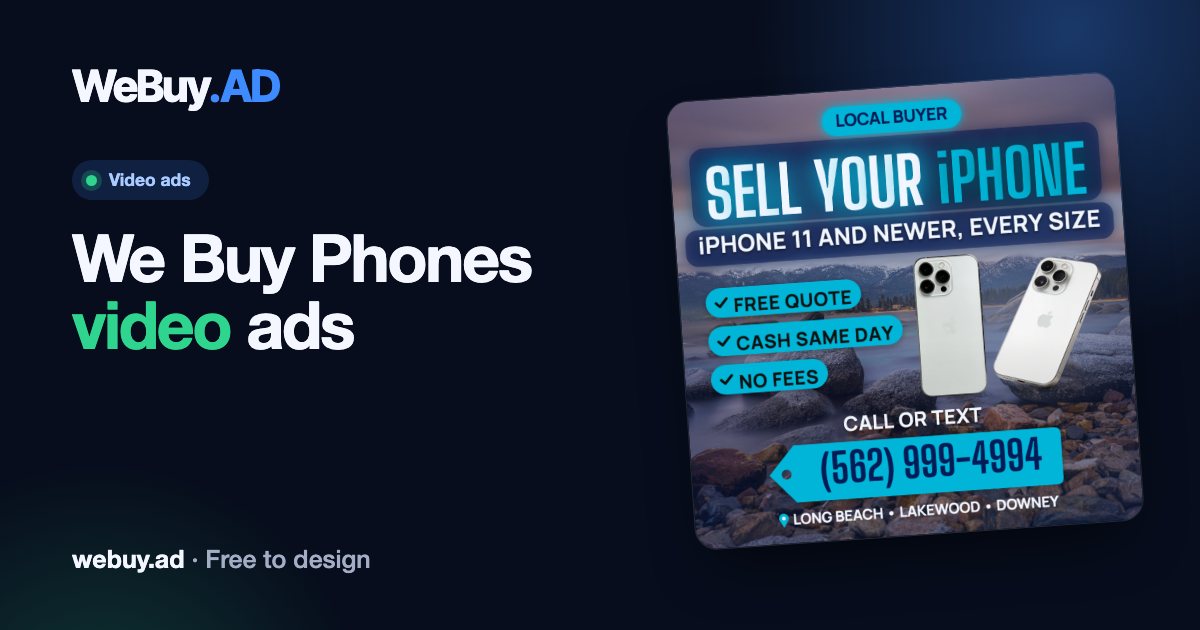 WeBuy.AD
Video ads
We Buy Phones
video ads
webuy.ad · Free to design
LOCAL BUYER
SELL YOUR iPHONE
iPHONE 11 AND NEWER, EVERY SIZE
✓ FREE QUOTE
✓ CASH SAME DAY
✓ NO FEES
CALL OR TEXT
(562) 999-4994
LONG BEACH • LAKEWOOD • DOWNEY